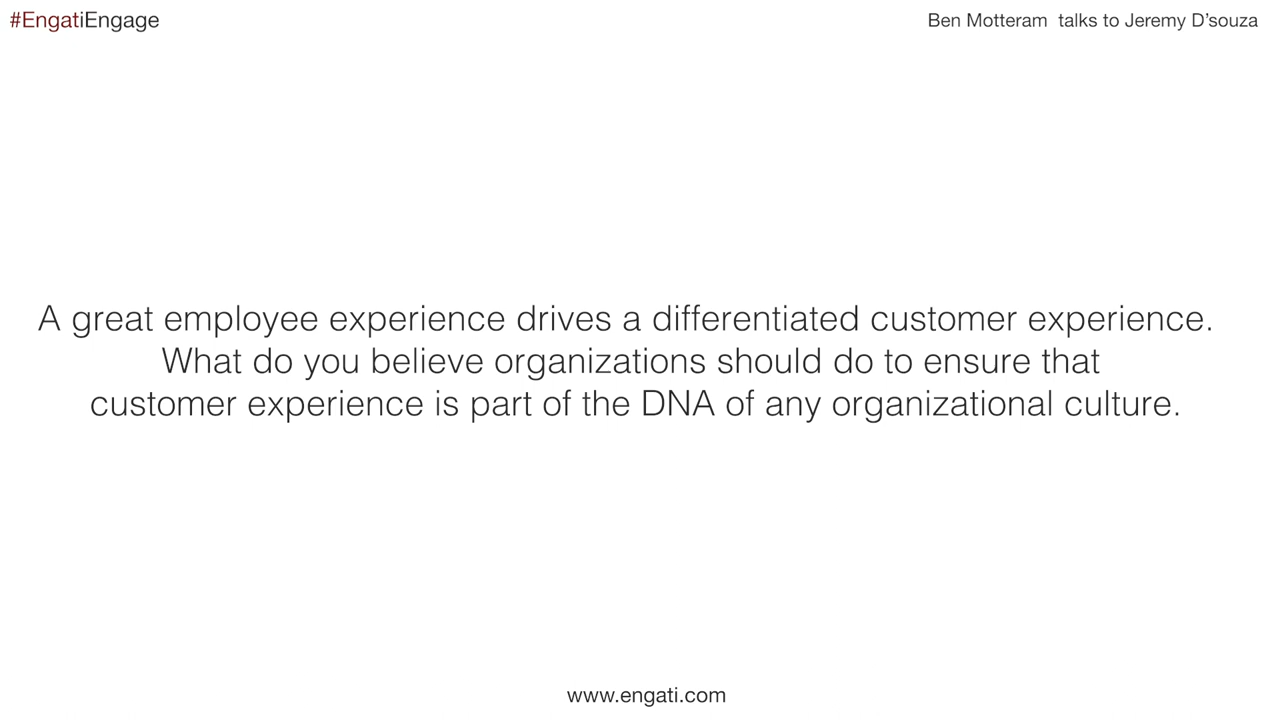 #EngatiEngage
Ben Motteram talks to Jeremy D'souza
A great employee experience drives a differentiated customer experience.
What do you believe organizations should do to ensure that
customer experience is part of the DNA of any organizational culture.
www.engati.com